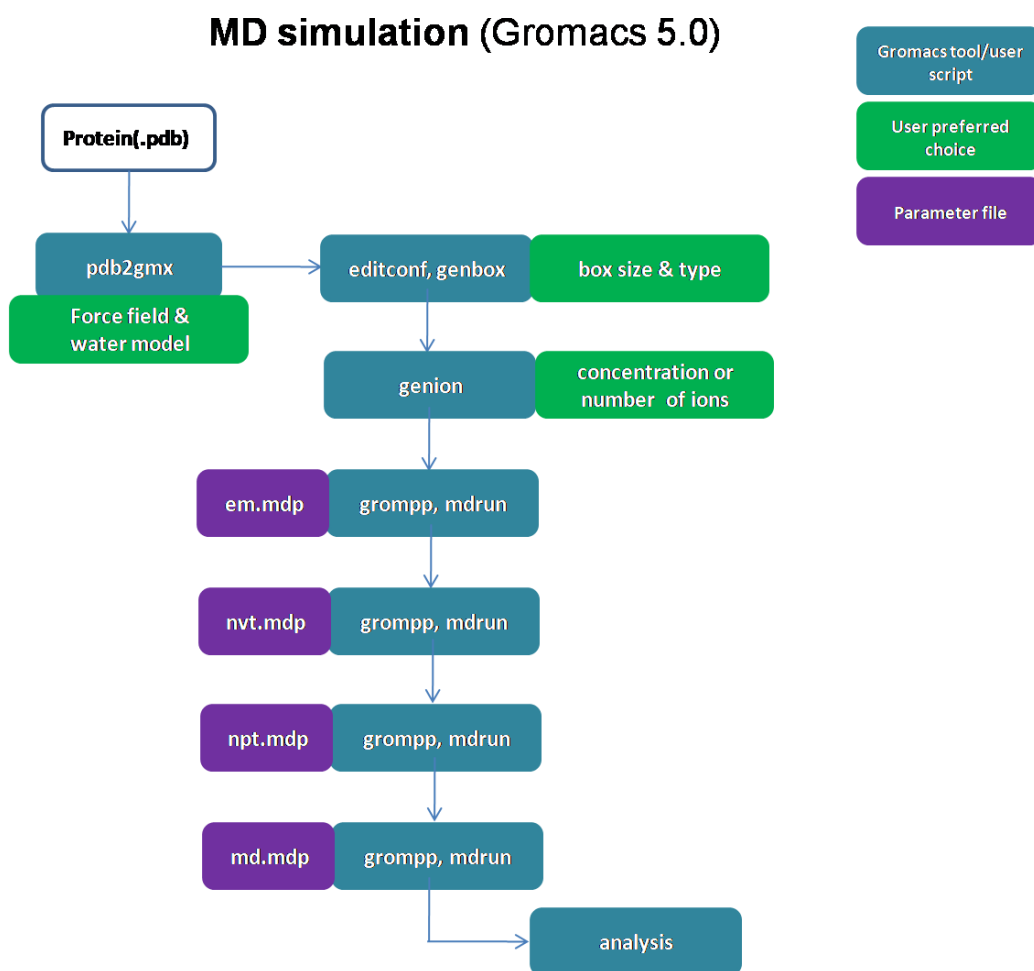 MD simulation (Gromacs 5.0)
Gromacs tool/user
script
User preferred
choice
Parameter file
Protein(.pdb)
pdb2gmx
Force field &
water model
editconf, genbox
box size & type
genion
concentration or
number of ions
em.mdp
grompp, mdrun
nvt.mdp
grompp, mdrun
npt.mdp
grompp, mdrun
md.mdp
grompp, mdrun
analysis